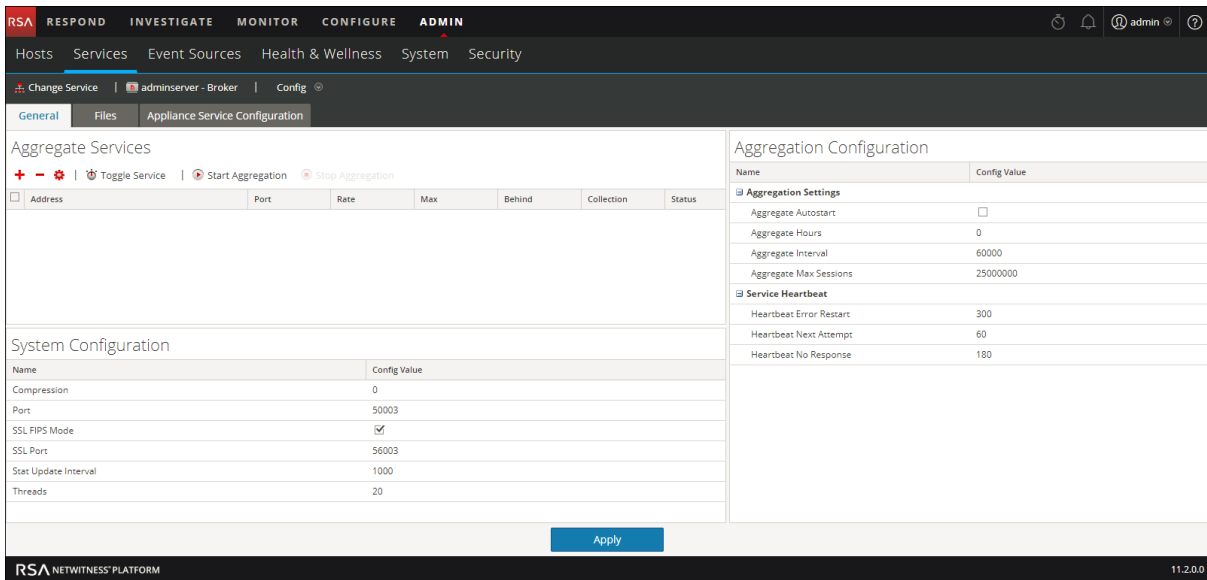 RSA RESPOND INVESTIGATE MONITOR CONFIGURE ADMIN admin ?
Hosts Services Event Sources Health & Wellness System Security
Change Service | adminserver - Broker | Config
General Files Appliance Service Configuration
Aggregate Services
Toggle Service | Start Aggregation Stop Aggregation
Address Port Rate Max Behind Collection Status
System Configuration
Name Config Value
Compression 0
Port 50003
SSL FIPS Mode
SSL Port 56003
Stat Update Interval 1000
Threads 20
Aggregation Configuration
Name Config Value
Aggregation Settings
Aggregate Autostart
Aggregate Hours 0
Aggregate Interval 60000
Aggregate Max Sessions 25000000
Service Heartbeat
Heartbeat Error Restart 300
Heartbeat Next Attempt 60
Heartbeat No Response 180
Apply
RSA NETWITNESS® PLATFORM 11.2.0.0